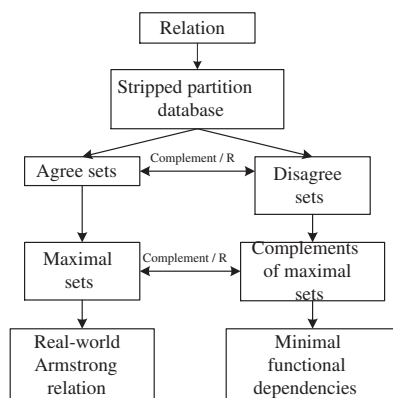 Relation
Stripped partition
database
Agree sets
Complement / R
Disagree
sets
Maximal
sets
Complement / R
Complements
of maximal
sets
Real-world
Armstrong
relation
Minimal
functional
dependencies